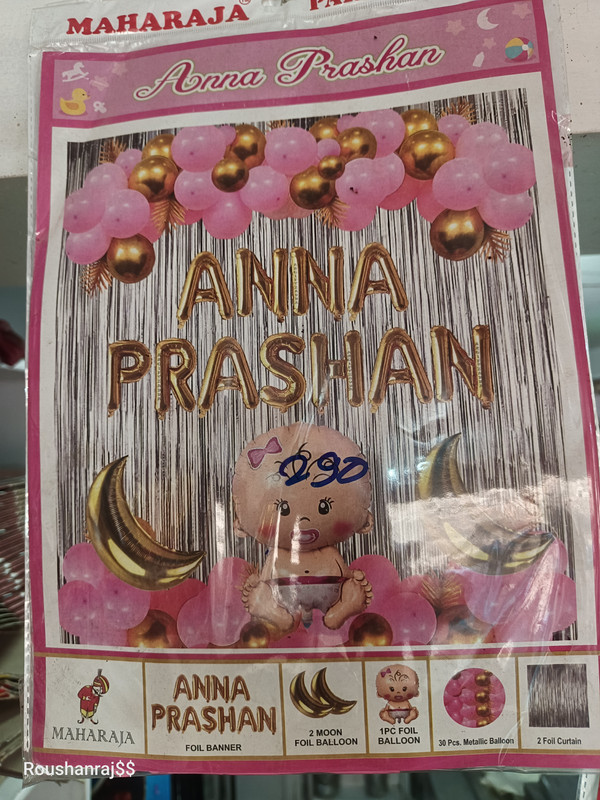 MAHARAJA®
Anna Prashan
ANNA
PRASHAN
290
MAHARAJA
ANNA
PRASHAN
FOIL BANNER
2 MOON
FOIL BALLOON
1PC FOIL
BALLOON
30 Pcs. Metallic Balloon
2 Foil Curtain
Roushanraj$$